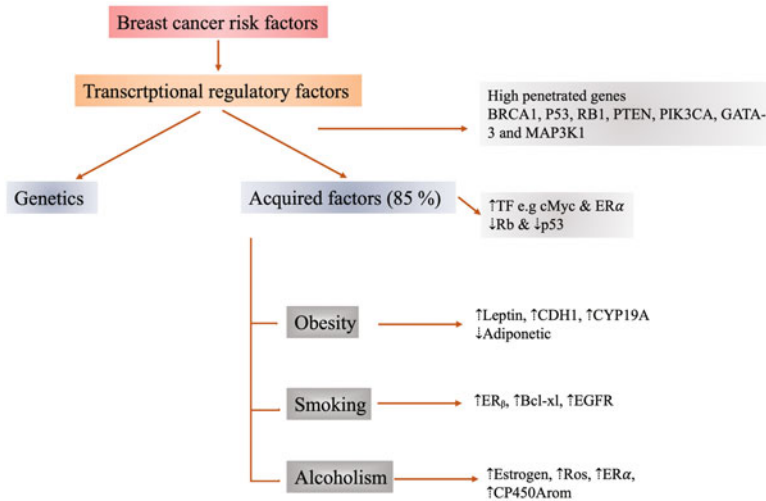 Breast cancer risk factors
Transcrtptional regulatory factors
High penetrated genes
BRCA1, P53, RB1, PTEN, PIK3CA, GATA-
3 and MAP3K1
Genetics
Acquired factors (85 %)
↑TF e.g cMyc & ERα
↓Rb & ↓p53
Obesity
↑Leptin, ↑CDH1, ↑CYP19A
↓Adiponetic
Smoking
↑ERᵦ, ↑Bcl-xl, ↑EGFR
Alcoholism
↑Estrogen, ↑Ros, ↑ERα,
↑CP450Arom